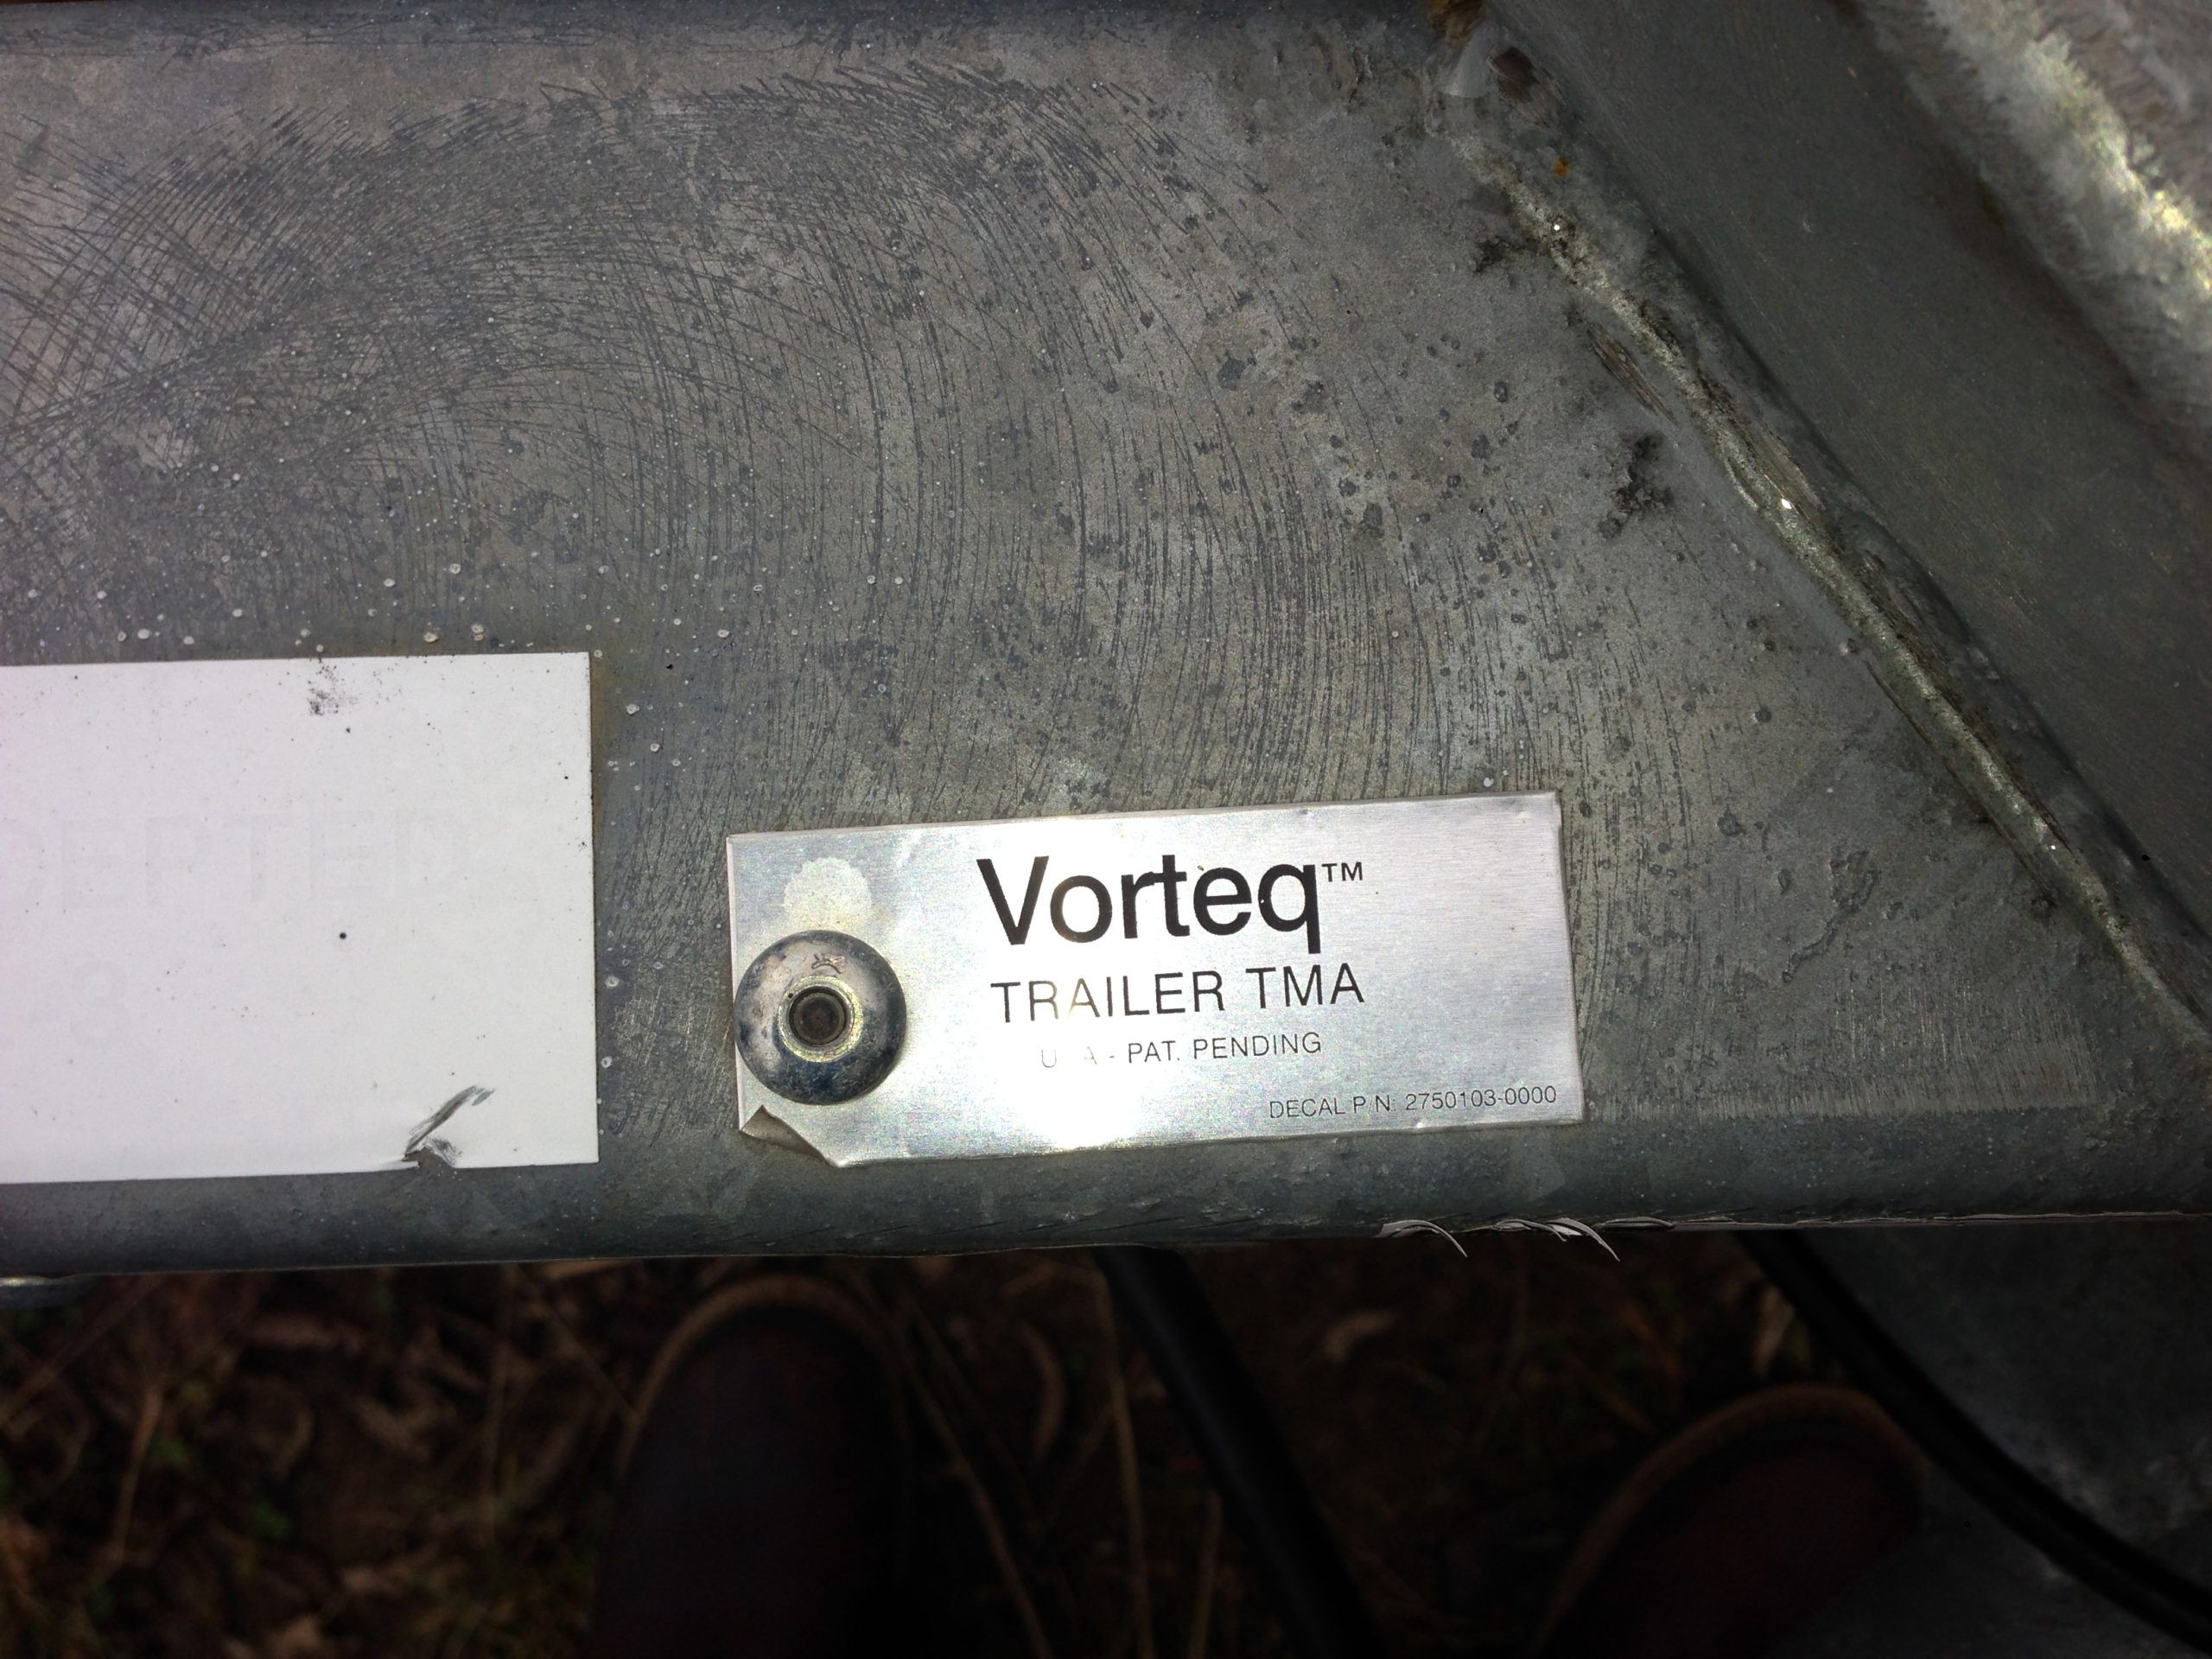 Vorteq™
TRAILER TMA
U A - PAT. PENDING
DECAL P N: 2750103-0000